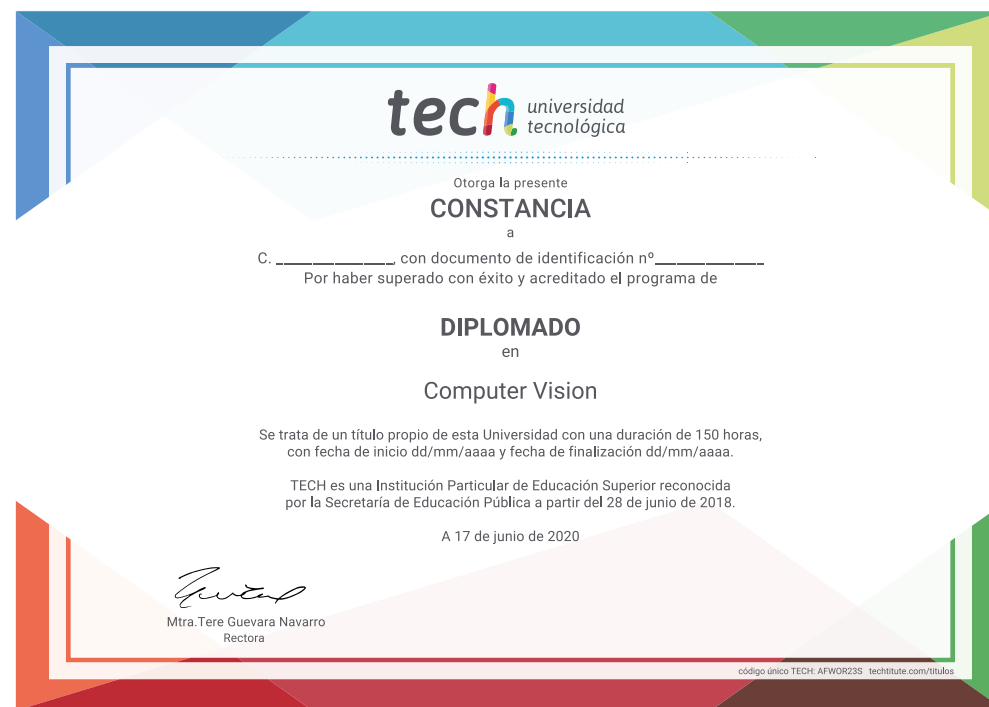 tech universidad
tecnológica
Otorga la presente
CONSTANCIA
a
C. ______________, con documento de identificación nº_____________
Por haber superado con éxito y acreditado el programa de
DIPLOMADO
en
Computer Vision
Se trata de un título propio de esta Universidad con una duración de 150 horas,
con fecha de inicio dd/mm/aaaa y fecha de finalización dd/mm/aaaa.
TECH es una Institución Particular de Educación Superior reconocida
por la Secretaría de Educación Pública a partir del 28 de junio de 2018.
A 17 de junio de 2020
Mtra.Tere Guevara Navarro
Rectora
código único TECH: AFWOR23S techtitute.com/titulos